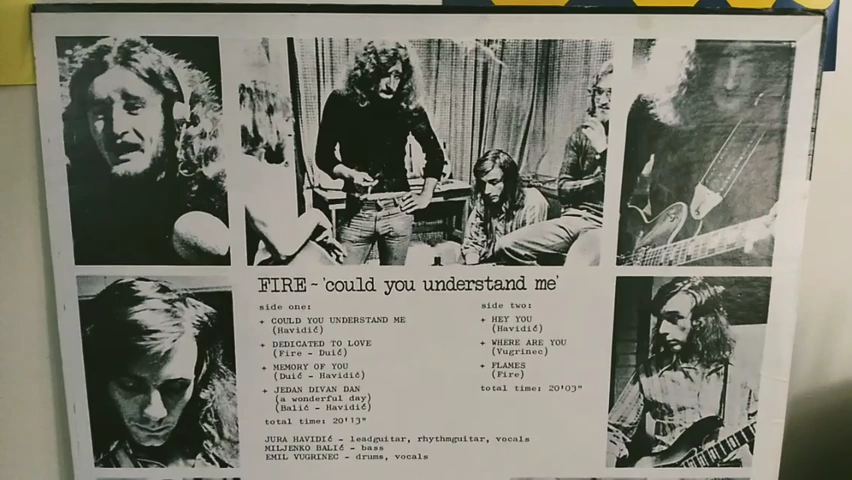 FIRE ~ 'could you understand me'
side one:
+ COULD YOU UNDERSTAND ME
(Havidić)
+ DEDICATED TO LOVE
(Fire - Duić)
+ MEMORY OF YOU
(Duić - Havidić)
+ JEDAN DIVAN DAN
(a wonderful day)
(Balić - Havidić)
total time: 20'13"
side two:
+ HEY YOU
(Havidić)
+ WHERE ARE YOU
(Vugrinec)
+ FLAMES
(Fire)
total time: 20'03"
JURA HAVIDIĆ - leadguitar, rhythmguitar, vocals
MILJENKO BALIĆ - bass
EMIL VUGRINEC - drums, vocals